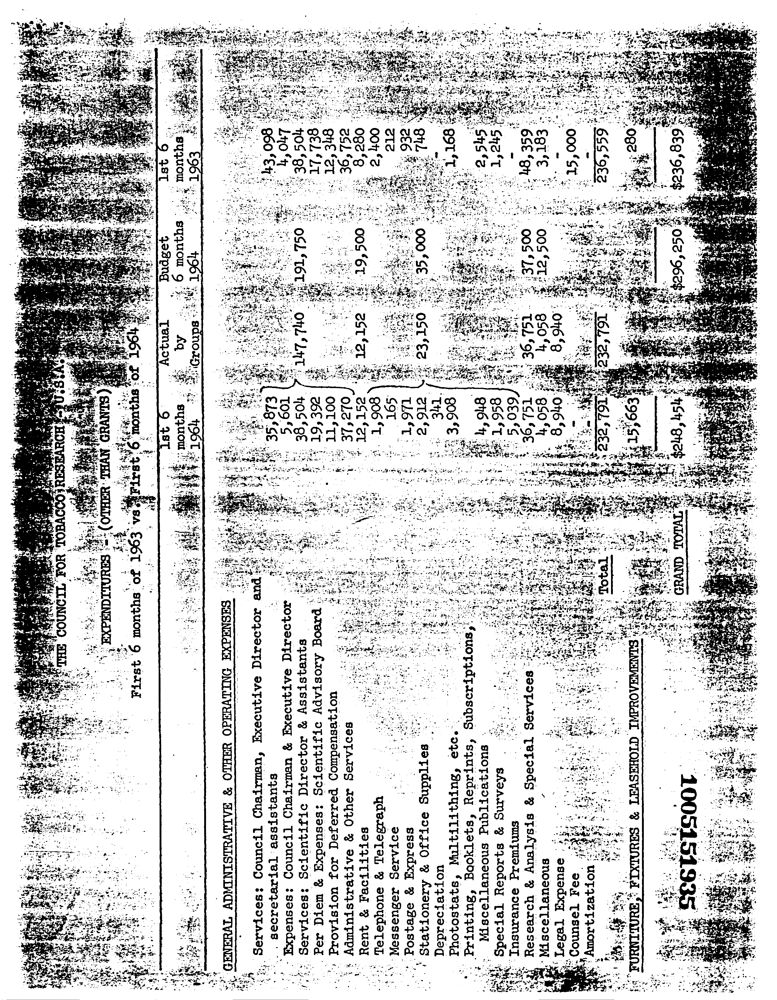 THE COUNCIL FOR TOBACCO RESEARCH - U.S.A.
EXPENDITURES - (OTHER THAN GRANTS)
First 6 months of 1963 vs. First 6 months of 1964
1st 6 months 1964 Actual by Groups Budget 6 months 1964 1st 6 months 1963
GENERAL ADMINISTRATIVE & OTHER OPERATING EXPENSES
Services: Council Chairman, Executive Director and
secretarial assistants 35,873 43,098
Expenses: Council Chairman & Executive Director 5,601 4,047
Services: Scientific Director & Assistants 38,504 147,740 191,750 38,504
Per Diem & Expenses: Scientific Advisory Board 19,392 17,738
Provision for Deferred Compensation 11,100 12,348
Administrative & Other Services 37,270 36,752
Rent & Facilities 12,152 12,152 19,500 8,280
Telephone & Telegraph 1,908 2,400
Messenger Service 165 212
Postage & Express 1,971 932
Stationery & Office Supplies 2,912 23,150 35,000 748
Depreciation 341 -
Photostats, Multilithing, etc. 3,908 1,168
Printing, Booklets, Reprints, Subscriptions,
Miscellaneous Publications 4,948 2,545
Special Reports & Surveys 1,958 1,245
Insurance Premiums 5,039 -
Research & Analysis & Special Services 36,751 36,751 37,500 48,359
Miscellaneous 4,058 4,058 12,500 3,183
Legal Expense 8,940 8,940 -
Counsel Fee - 15,000
Amortization - -
Total 232,791 232,791 236,559
FURNITURE, FIXTURES & LEASEHOLD IMPROVEMENTS 15,663 280
GRAND TOTAL $248,454 $296,250 $236,839
1005151935